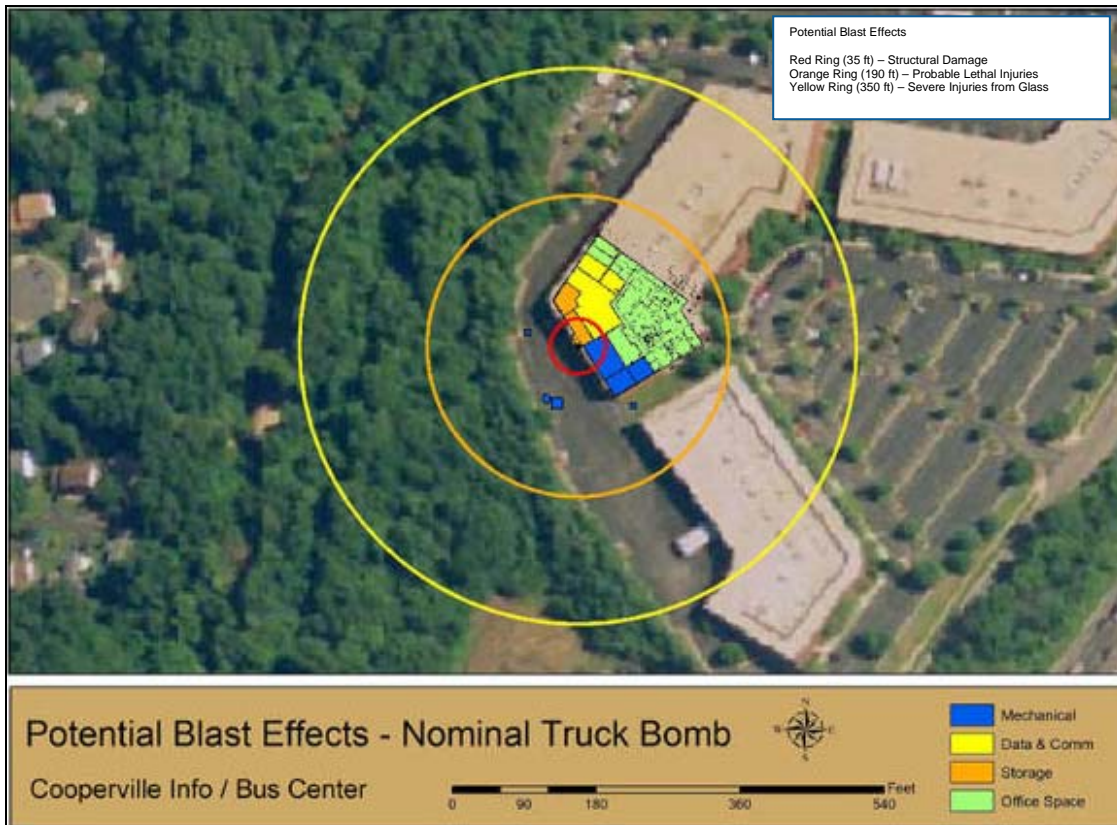 Potential Blast Effects
Red Ring (35 ft) – Structural Damage
Orange Ring (190 ft) – Probable Lethal Injuries
Yellow Ring (350 ft) – Severe Injuries from Glass
Potential Blast Effects - Nominal Truck Bomb
Cooperville Info / Bus Center
N
W E
S
Feet
0 90 180 360 540
Mechanical
Data & Comm
Storage
Office Space